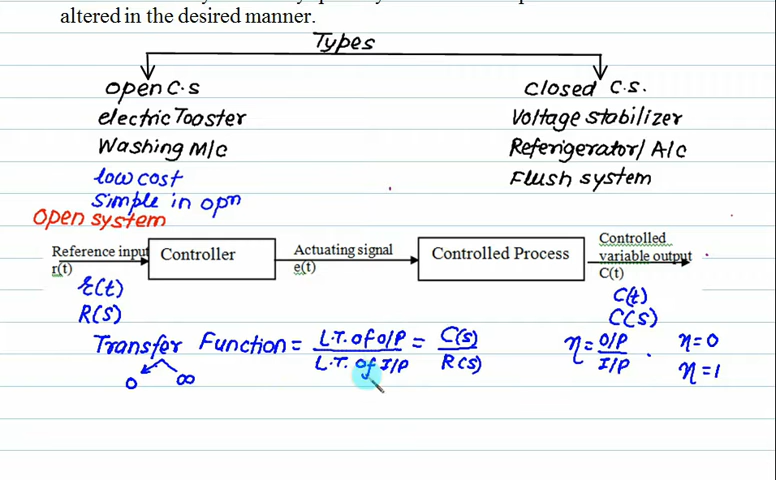 altered in the desired manner.
Types
open C.S
electric Tooster
Washing M/C
low cost
Simple in opn
closed C.S.
Voltage stabilizer
Referigerator/ A/C
Flush system
open system
Reference input
r(t)
Controller
Actuating signal
e(t)
Controlled Process
Controlled
variable output
C(t)
r(t)
R(S)
C(t)
C(S)
Transfer Function = L.T. of O/P / L.T. of I/P = C(s) / R(S)
0 ∞
η = O/P / I/P . η=0
η=1